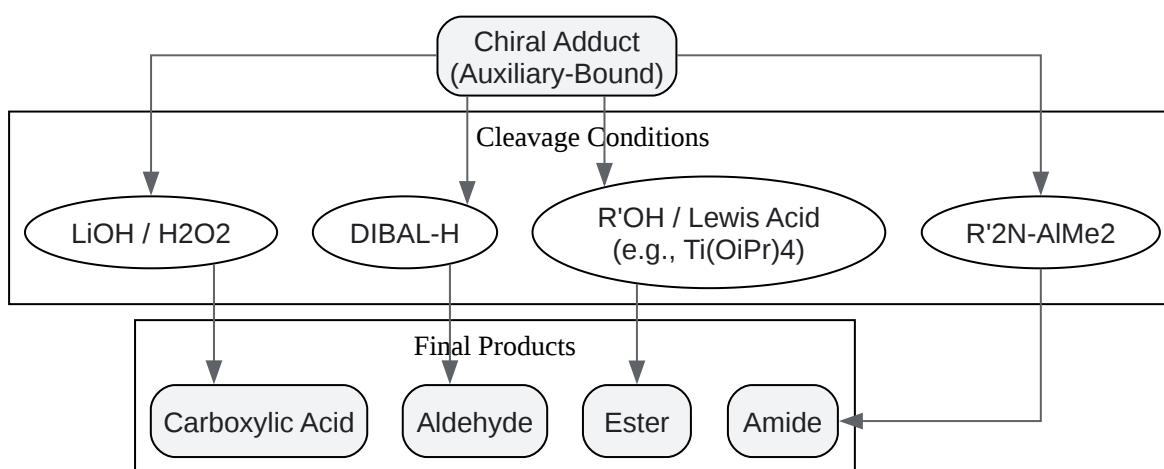 Chiral Adduct
(Auxiliary-Bound)
Cleavage Conditions
LiOH / H2O2
DIBAL-H
R'OH / Lewis Acid
(e.g., Ti(OiPr)4)
R'2N-AlMe2
Final Products
Carboxylic Acid
Aldehyde
Ester
Amide